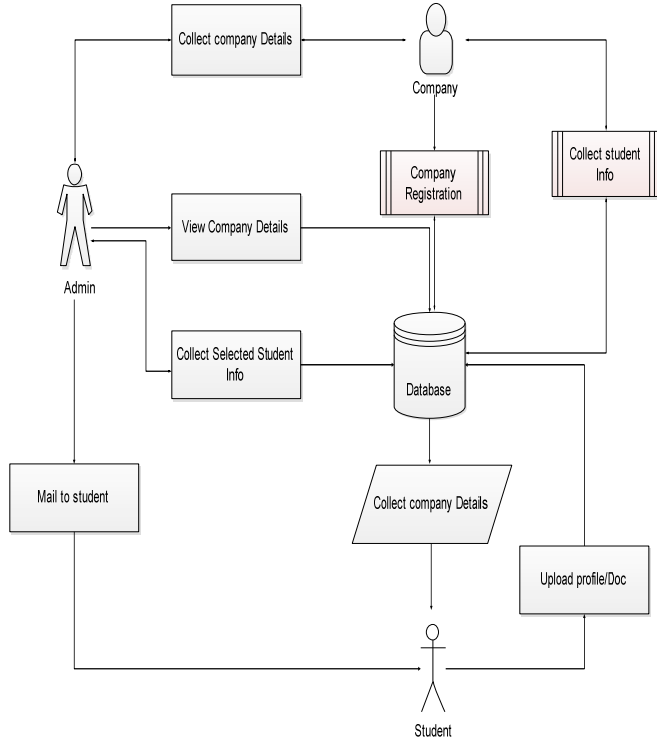 Collect company Details
Company
Collect student
Info
Company
Registration
View Company Details
Admin
Collect Selected Student
Info
Database
Mail to student
Collect company Details
Upload profile/Doc
Student